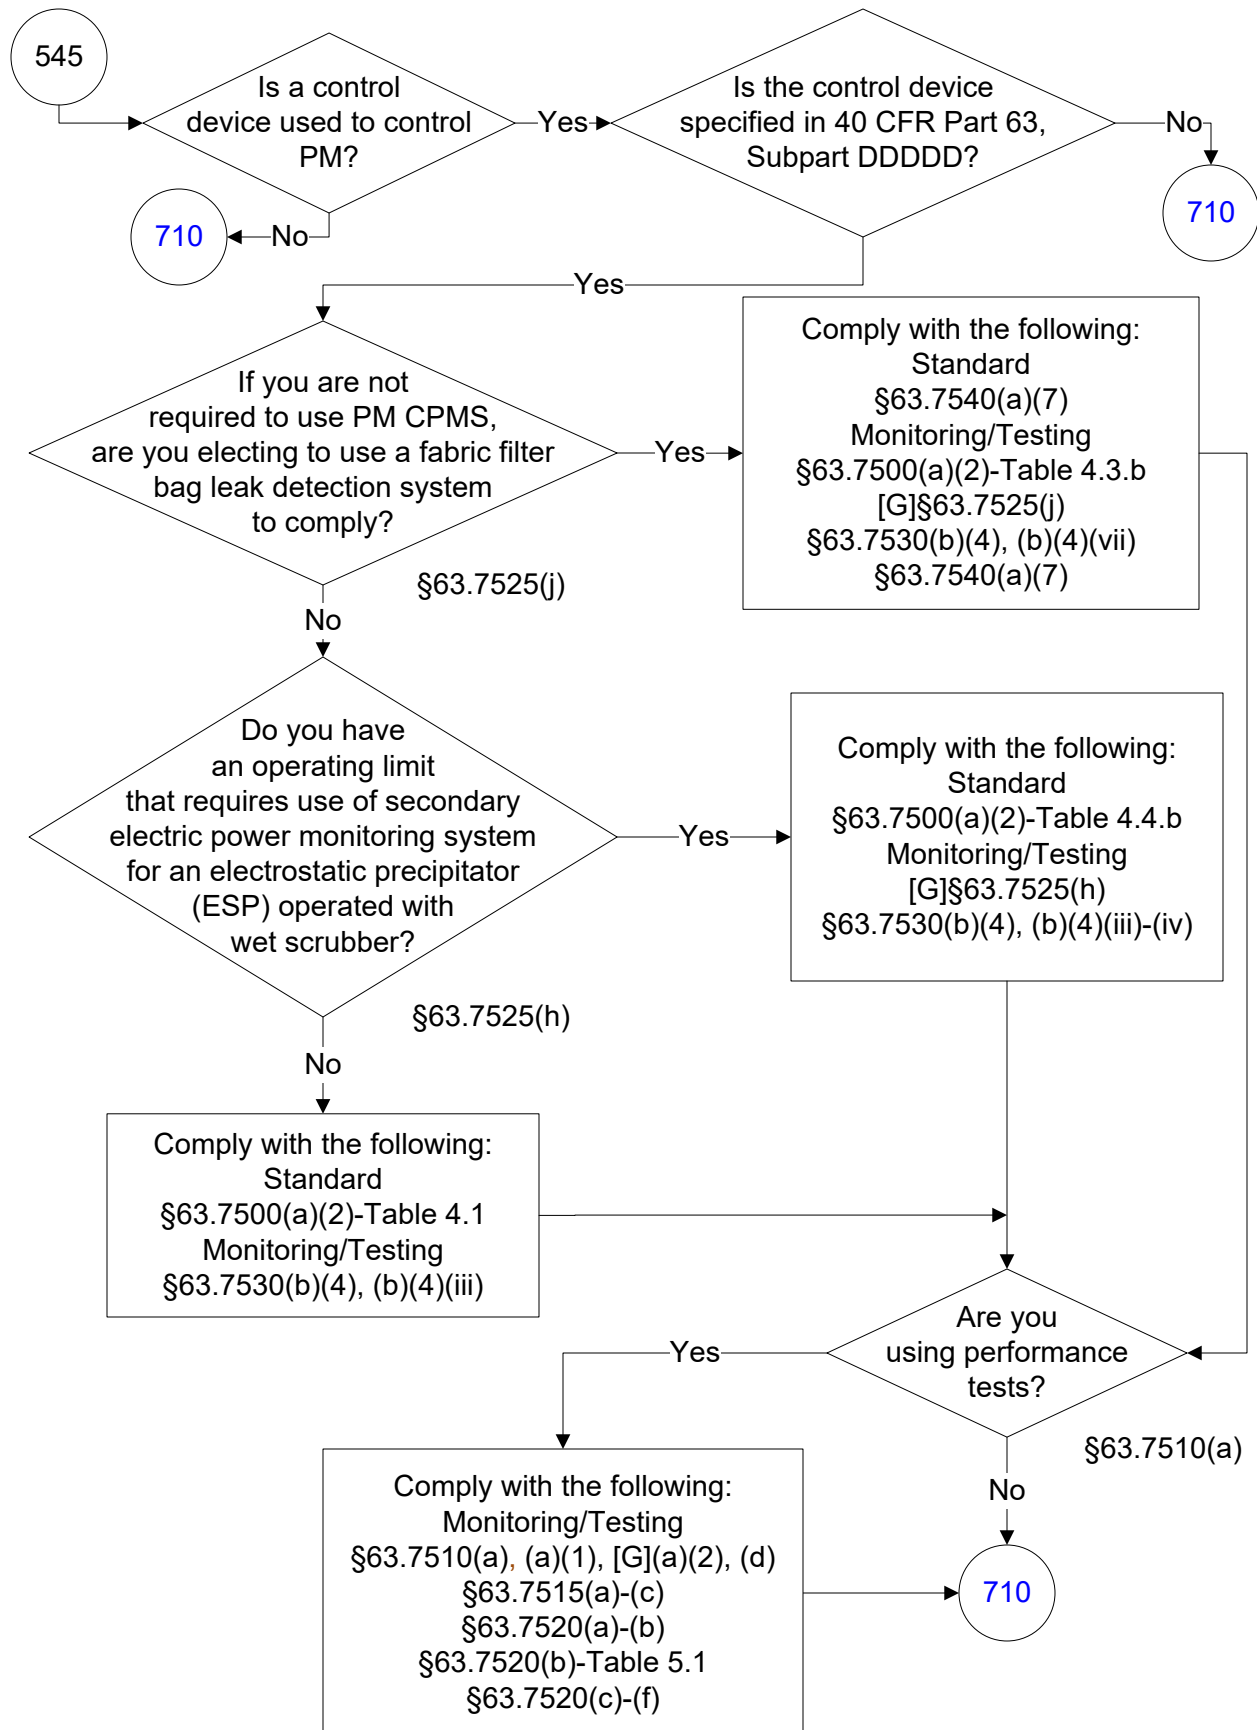 545
Is a control
device used to control
PM?
Yes
Is the control device
specified in 40 CFR Part 63,
Subpart DDDDD?
No
710
No
710
Yes
If you are not
required to use PM CPMS,
are you electing to use a fabric filter
bag leak detection system
to comply?
§63.7525(j)
Yes
Comply with the following:
Standard
§63.7540(a)(7)
Monitoring/Testing
§63.7500(a)(2)-Table 4.3.b
[G]§63.7525(j)
§63.7530(b)(4), (b)(4)(vii)
§63.7540(a)(7)
No
Do you have
an operating limit
that requires use of secondary
electric power monitoring system
for an electrostatic precipitator
(ESP) operated with
wet scrubber?
§63.7525(h)
Yes
Comply with the following:
Standard
§63.7500(a)(2)-Table 4.4.b
Monitoring/Testing
[G]§63.7525(h)
§63.7530(b)(4), (b)(4)(iii)-(iv)
No
Comply with the following:
Standard
§63.7500(a)(2)-Table 4.1
Monitoring/Testing
§63.7530(b)(4), (b)(4)(iii)
Are you
using performance
tests?
§63.7510(a)
Yes
Comply with the following:
Monitoring/Testing
§63.7510(a), (a)(1), [G](a)(2), (d)
§63.7515(a)-(c)
§63.7520(a)-(b)
§63.7520(b)-Table 5.1
§63.7520(c)-(f)
No
710